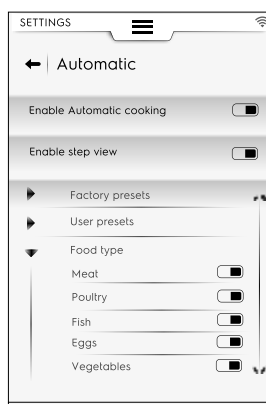 SETTINGS
Automatic
Enable Automatic cooking
Enable step view
Factory presets
User presets
Food type
Meat
Poultry
Fish
Eggs
Vegetables